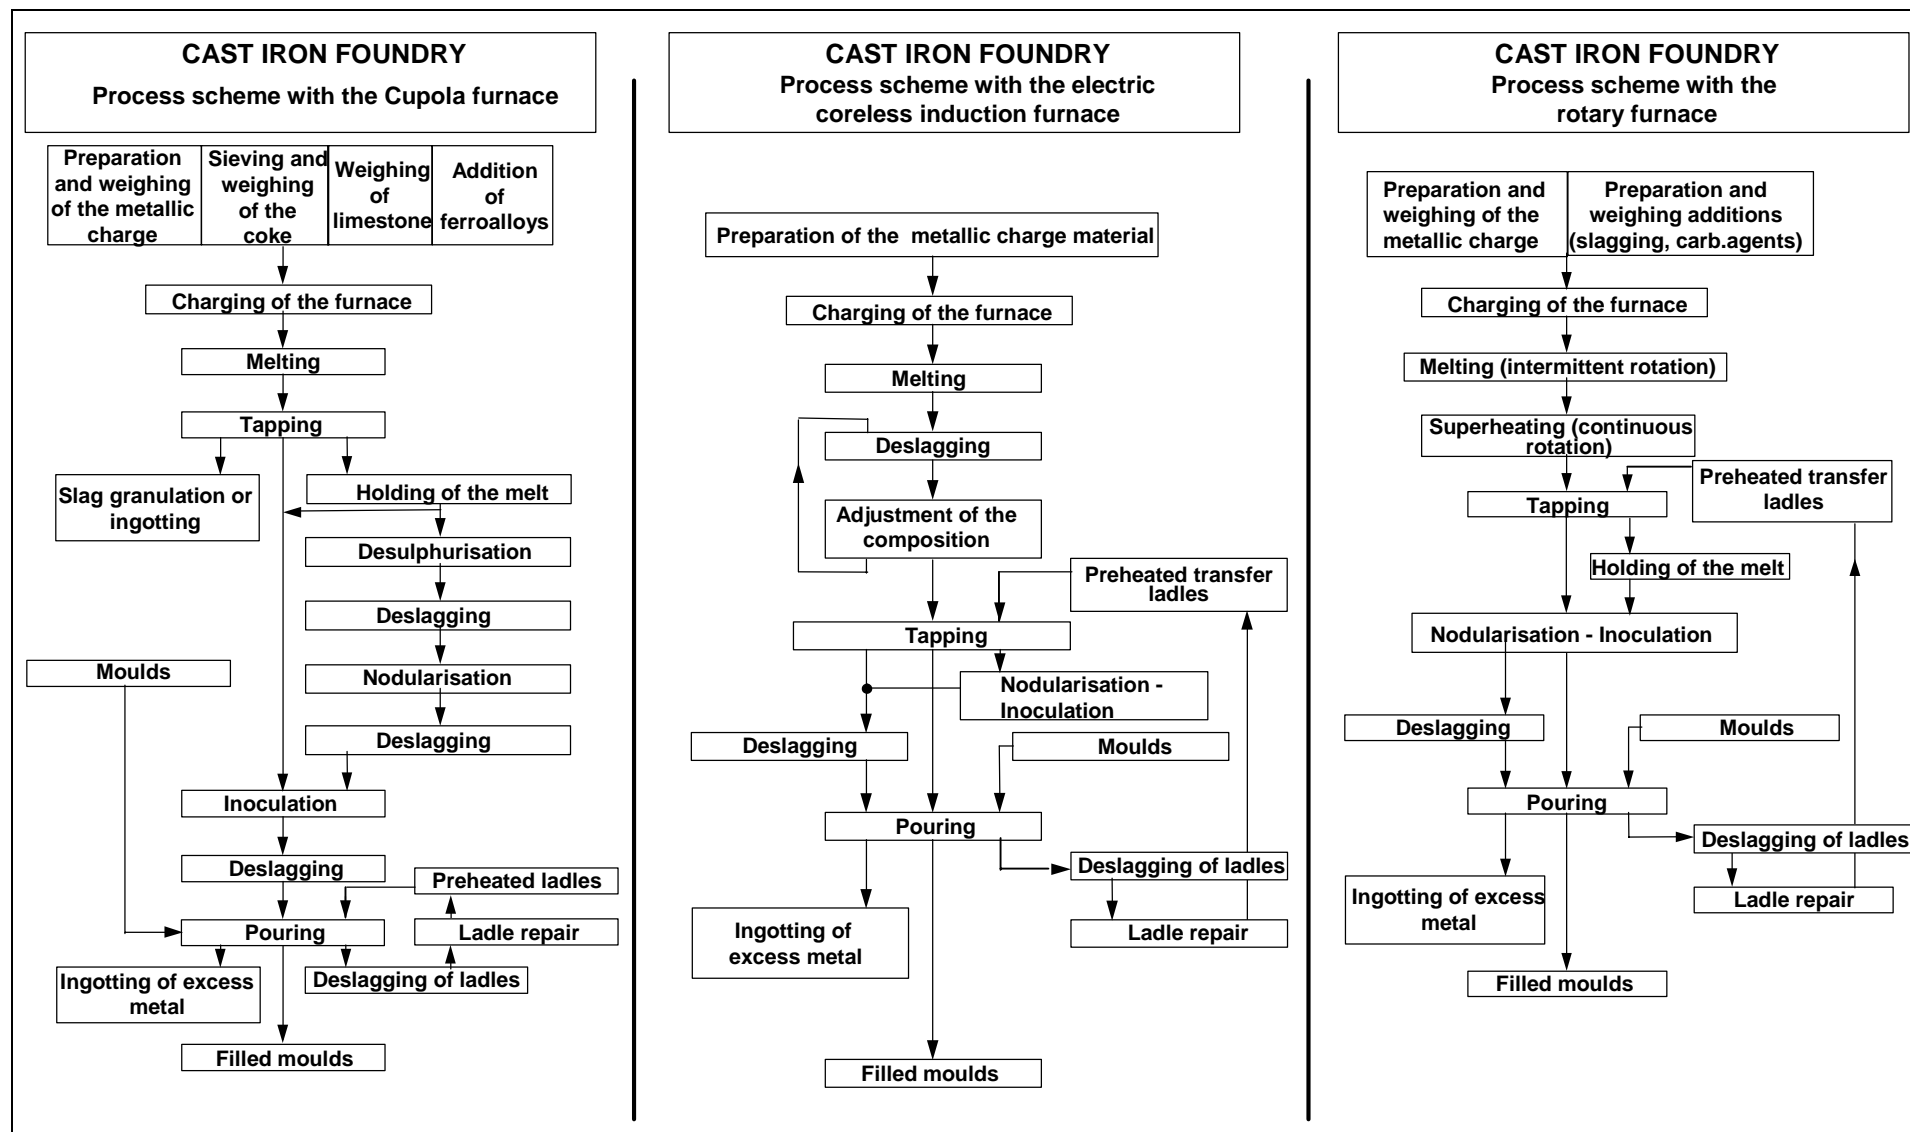 CAST IRON FOUNDRY
Process scheme with the Cupola furnace
Preparation
and weighing
of the metallic
charge
Sieving and
weighing
of the
coke
Weighing
of
limestone
Addition
of
ferroalloys
Charging of the furnace
Melting
Tapping
Slag granulation or
ingotting
Holding of the melt
Desulphurisation
Deslagging
Moulds
Nodularisation
Deslagging
Inoculation
Deslagging
Preheated ladles
Pouring
Ladle repair
Ingotting of excess
metal
Deslagging of ladles
Filled moulds
CAST IRON FOUNDRY
Process scheme with the electric
coreless induction furnace
Preparation of the metallic charge material
Charging of the furnace
Melting
Deslagging
Adjustment of the
composition
Preheated transfer
ladles
Tapping
Nodularisation -
Inoculation
Deslagging
Moulds
Pouring
Deslagging of ladles
Ingotting of
excess metal
Ladle repair
Filled moulds
CAST IRON FOUNDRY
Process scheme with the
rotary furnace
Preparation and
weighing of the
metallic charge
Preparation and
weighing additions
(slagging, carb.agents)
Charging of the furnace
Melting (intermittent rotation)
Superheating (continuous
rotation)
Preheated transfer
ladles
Tapping
Holding of the melt
Nodularisation - Inoculation
Deslagging
Moulds
Pouring
Deslagging of ladles
Ingotting of excess
metal
Ladle repair
Filled moulds